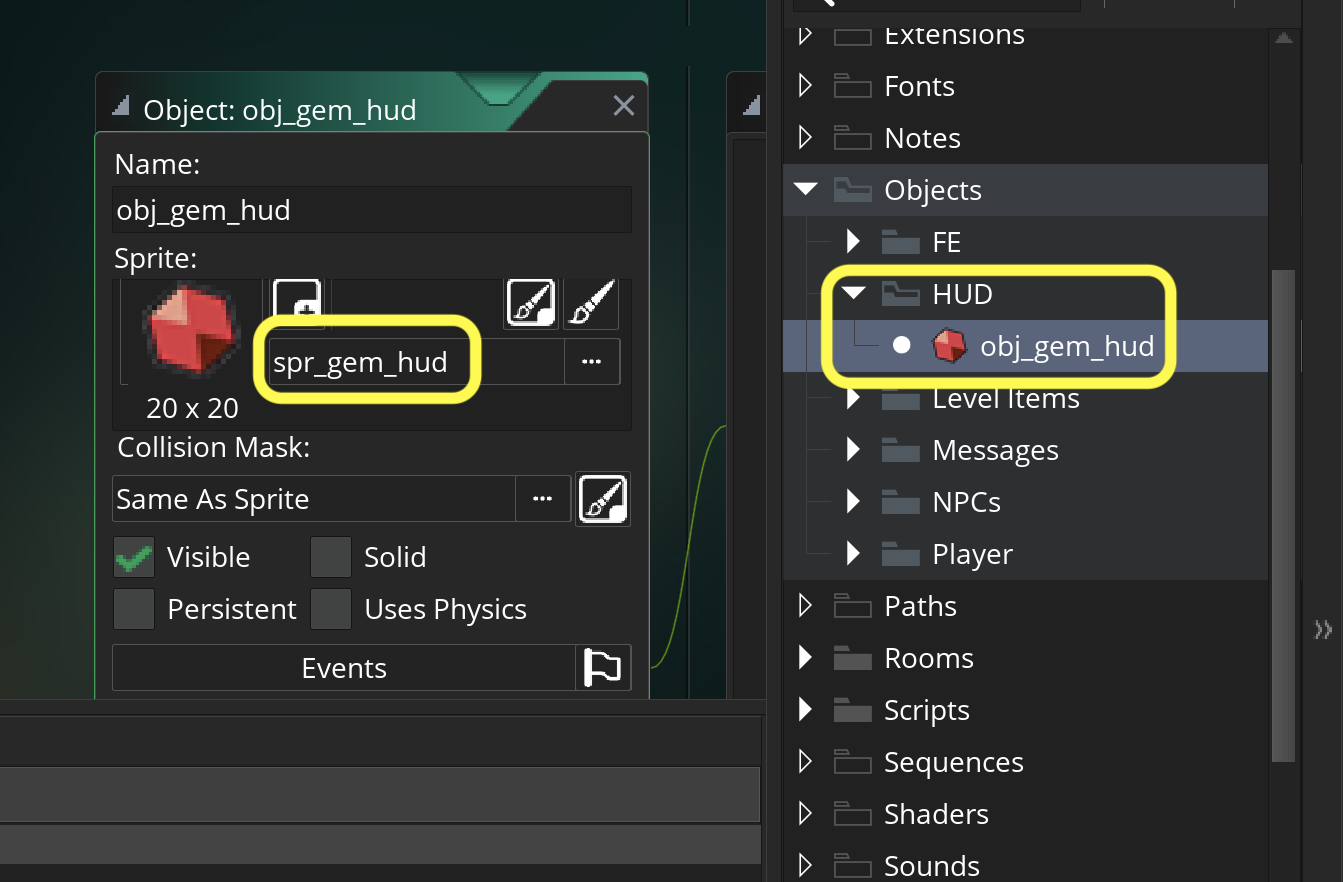 Object: obj_gem_hud
Name:
obj_gem_hud
Sprite:
spr_gem_hud
20 x 20
Collision Mask:
Same As Sprite
Visible
Solid
Persistent
Uses Physics
Events
Extensions
Fonts
Notes
Objects
FE
HUD
obj_gem_hud
Level Items
Messages
NPCs
Player
Paths
Rooms
Scripts
Sequences
Shaders
Sounds